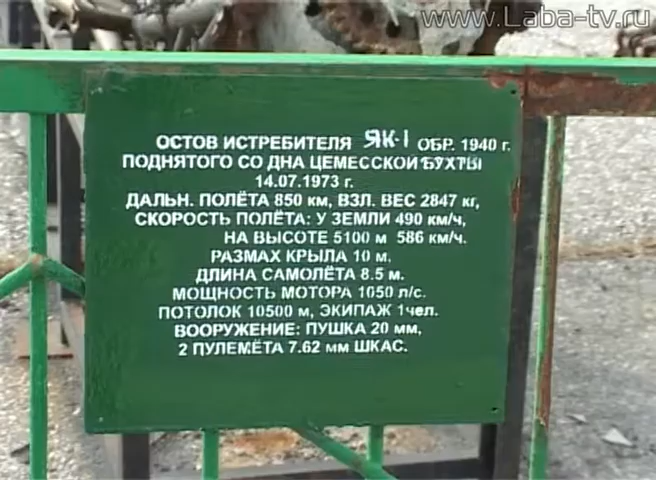 www.Laba-tv.ru
ОСТОВ ИСТРЕБИТЕЛЯ ЯК-1 ОБР. 1940 г.
ПОДНЯТОГО СО ДНА ЦЕМЕССКОЙ БУХТЫ
14.07.1973 г.
ДАЛЬН. ПОЛЁТА 850 км, ВЗЛ. ВЕС 2847 кг,
СКОРОСТЬ ПОЛЁТА: У ЗЕМЛИ 490 км/ч,
НА ВЫСОТЕ 5100 м 586 км/ч.
РАЗМАХ КРЫЛА 10 м.
ДЛИНА САМОЛЁТА 8.5 м.
МОЩНОСТЬ МОТОРА 1050 л/с.
ПОТОЛОК 10500 м, ЭКИПАЖ 1чел.
ВООРУЖЕНИЕ: ПУШКА 20 мм,
2 ПУЛЕМЁТА 7.62 мм ШКАС.